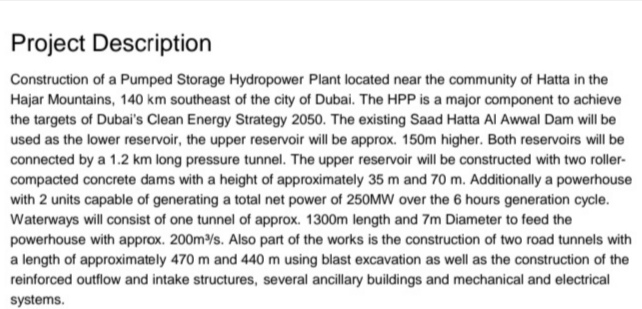 Project Description
Construction of a Pumped Storage Hydropower Plant located near the community of Hatta in the
Hajar Mountains, 140 km southeast of the city of Dubai. The HPP is a major component to achieve
the targets of Dubai's Clean Energy Strategy 2050. The existing Saad Hatta Al Awwal Dam will be
used as the lower reservoir, the upper reservoir will be approx. 150m higher. Both reservoirs will be
connected by a 1.2 km long pressure tunnel. The upper reservoir will be constructed with two roller-
compacted concrete dams with a height of approximately 35 m and 70 m. Additionally a powerhouse
with 2 units capable of generating a total net power of 250MW over the 6 hours generation cycle.
Waterways will consist of one tunnel of approx. 1300m length and 7m Diameter to feed the
powerhouse with approx. 200m³/s. Also part of the works is the construction of two road tunnels with
a length of approximately 470 m and 440 m using blast excavation as well as the construction of the
reinforced outflow and intake structures, several ancillary buildings and mechanical and electrical
systems.